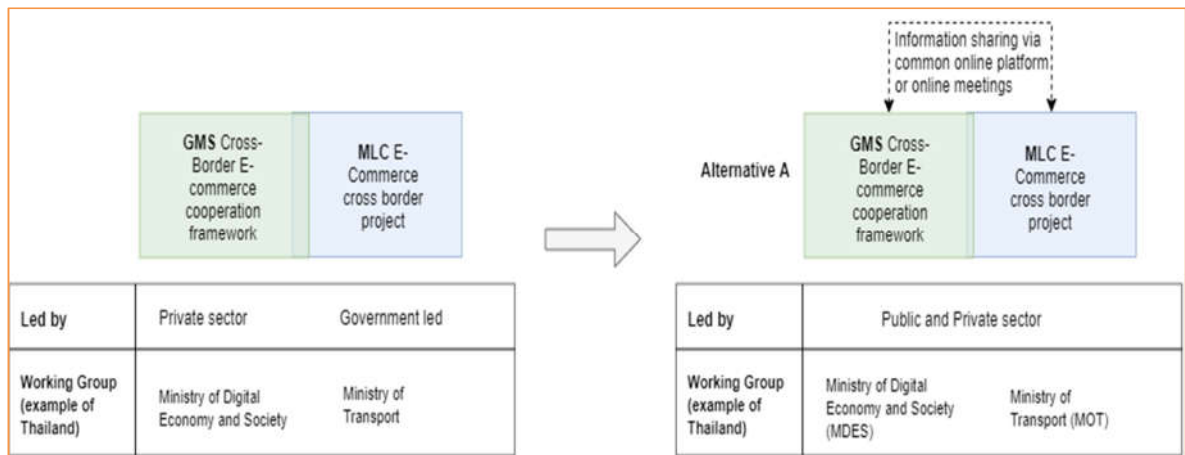 GMS Cross-
Border E-
commerce
cooperation
framework
MLC E-
Commerce
cross border
project
Led by
Private sector
Government led
Working Group
(example of
Thailand)
Ministry of Digital
Economy and Society
Ministry of
Transport
Information sharing via
common online platform
or online meetings
Alternative A
GMS Cross-
Border E-
commerce
cooperation
framework
MLC E-
Commerce
cross border
project
Led by
Public and Private sector
Working Group
(example of
Thailand)
Ministry of Digital
Economy and Society
(MDES)
Ministry of
Transport (MOT)